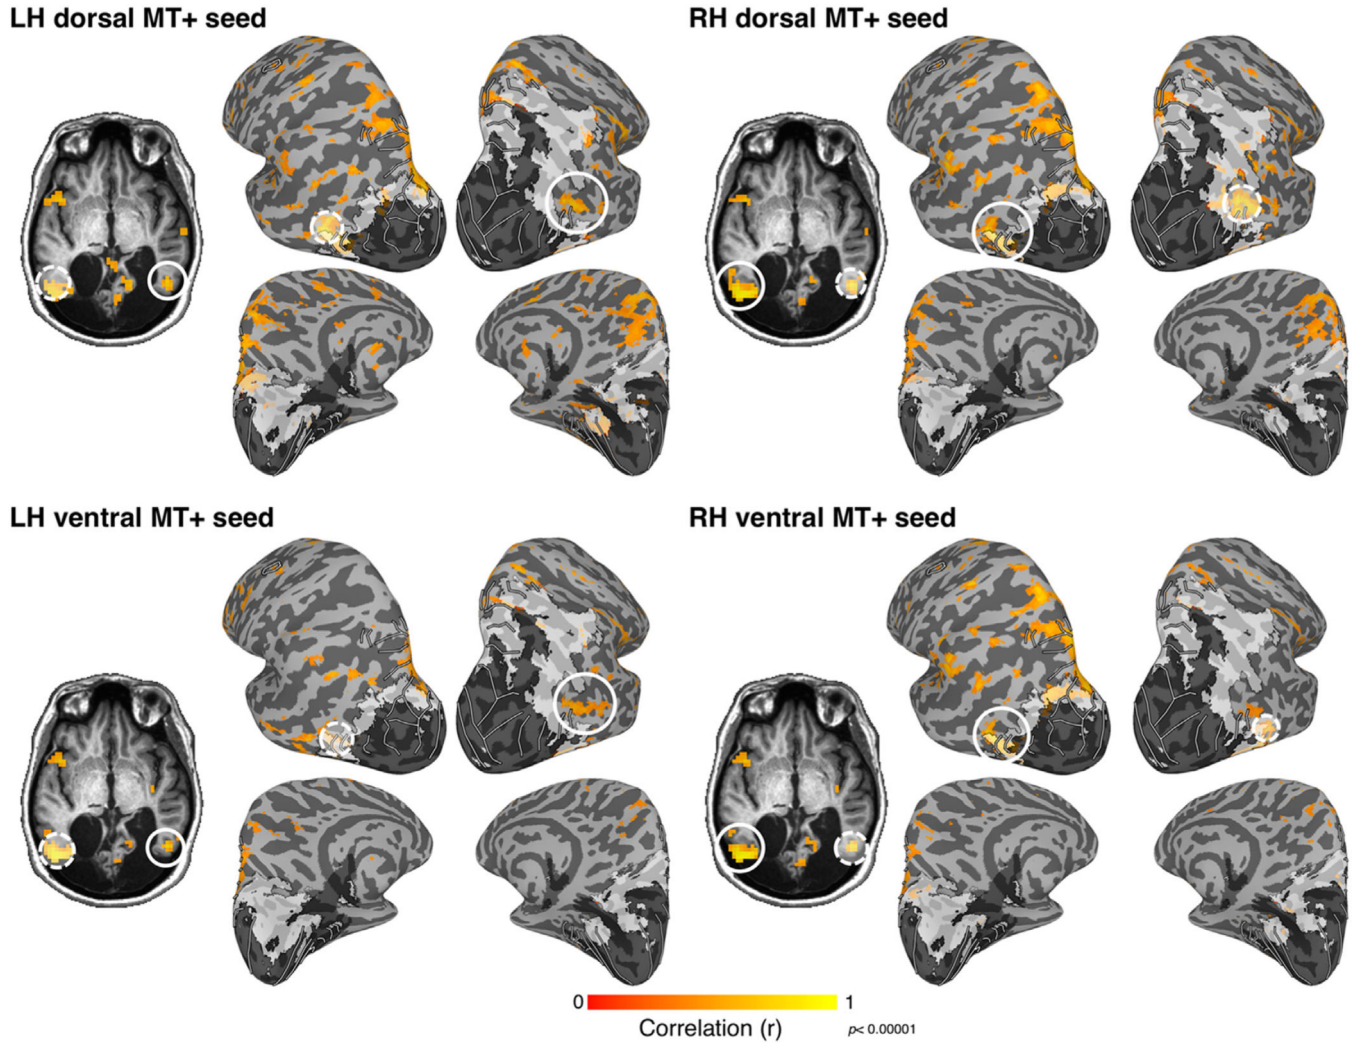 LH dorsal MT+ seed
RH dorsal MT+ seed
LH ventral MT+ seed
RH ventral MT+ seed
0
1
Correlation (r)
p< 0.00001